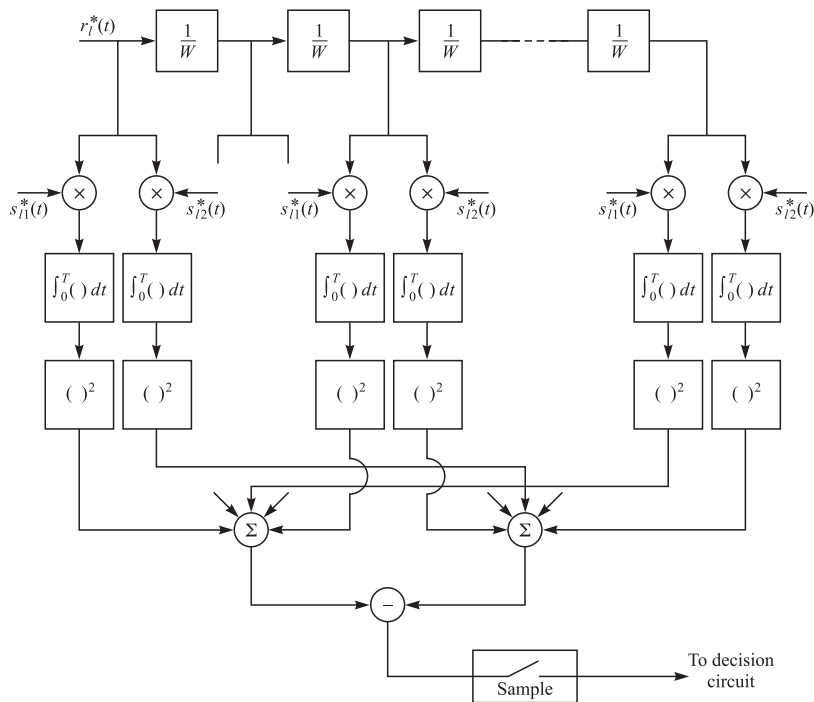 r_l^*(t)
1/W 1/W 1/W 1/W
× × × × × ×
s_{l1}^*(t) s_{l2}^*(t) s_{l1}^*(t) s_{l2}^*(t) s_{l1}^*(t) s_{l2}^*(t)
∫_0^T( ) dt ∫_0^T( ) dt ∫_0^T( ) dt ∫_0^T( ) dt ∫_0^T( ) dt ∫_0^T( ) dt
( )^2 ( )^2 ( )^2 ( )^2 ( )^2 ( )^2
Σ Σ
−
To decision
circuit
Sample